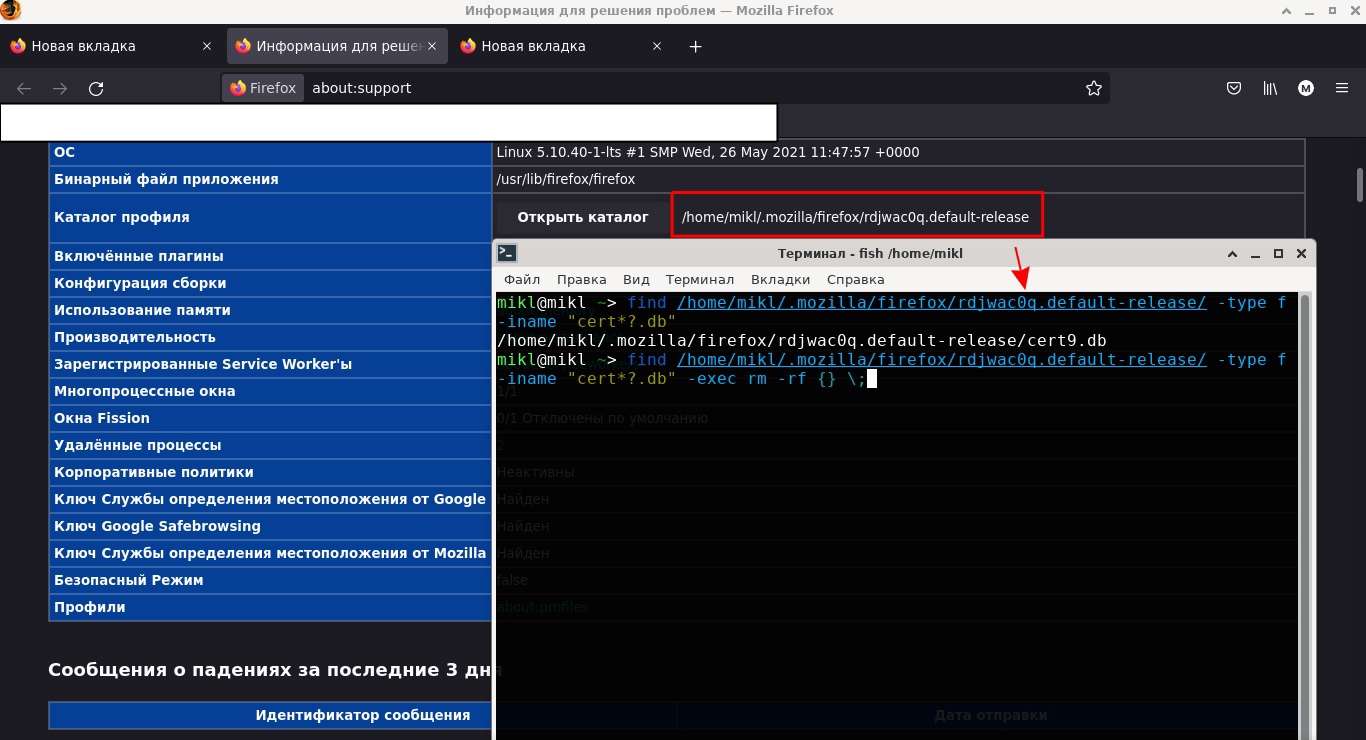 Информация для решения проблем — Mozilla Firefox
Новая вкладка
Информация для решен
Новая вкладка
Firefox about:support
M
ОС Linux 5.10.40-1-lts #1 SMP Wed, 26 May 2021 11:47:57 +0000
Бинарный файл приложения /usr/lib/firefox/firefox
Каталог профиля Открыть каталог /home/mikl/.mozilla/firefox/rdjwac0q.default-release
Включённые плагины
Конфигурация сборки
Использование памяти
Производительность
Зарегистрированные Service Worker'ы
Многопроцессные окна 1/1
Окна Fission 0/1 Отключены по умолчанию
Удалённые процессы
Корпоративные политики Неактивны
Ключ Службы определения местоположения от Google Найден
Ключ Google Safebrowsing Найден
Ключ Службы определения местоположения от Mozilla Найден
Безопасный Режим false
Профили about:profiles
Сообщения о падениях за последние 3 дня
Идентификатор сообщения Дата отправки
Терминал - fish /home/mikl
Файл Правка Вид Терминал Вкладки Справка
mikl@mikl ~> find /home/mikl/.mozilla/firefox/rdjwac0q.default-release/ -type f
-iname "cert*?.db"
/home/mikl/.mozilla/firefox/rdjwac0q.default-release/cert9.db
mikl@mikl ~> find /home/mikl/.mozilla/firefox/rdjwac0q.default-release/ -type f
-iname "cert*?.db" -exec rm -rf {} \;